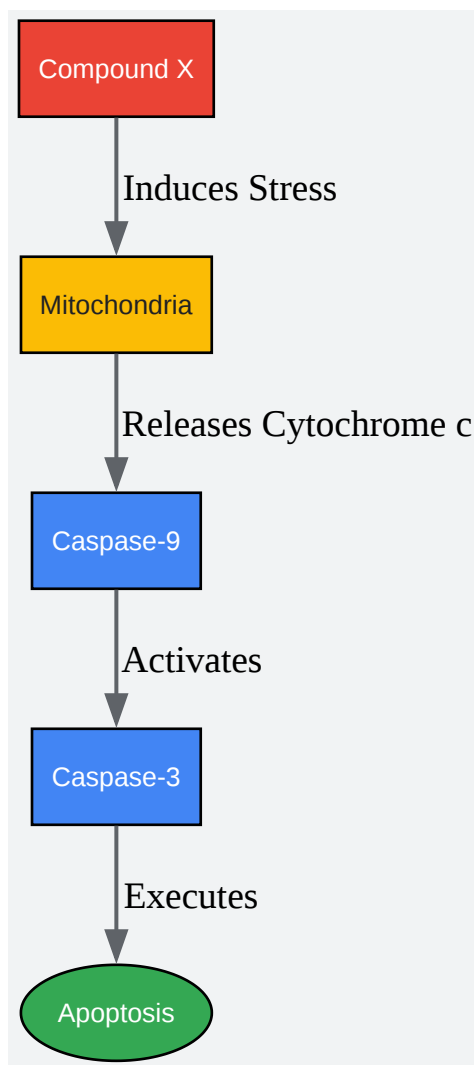 Compound X
Induces Stress
Mitochondria
Releases Cytochrome c
Caspase-9
Activates
Caspase-3
Executes
Apoptosis